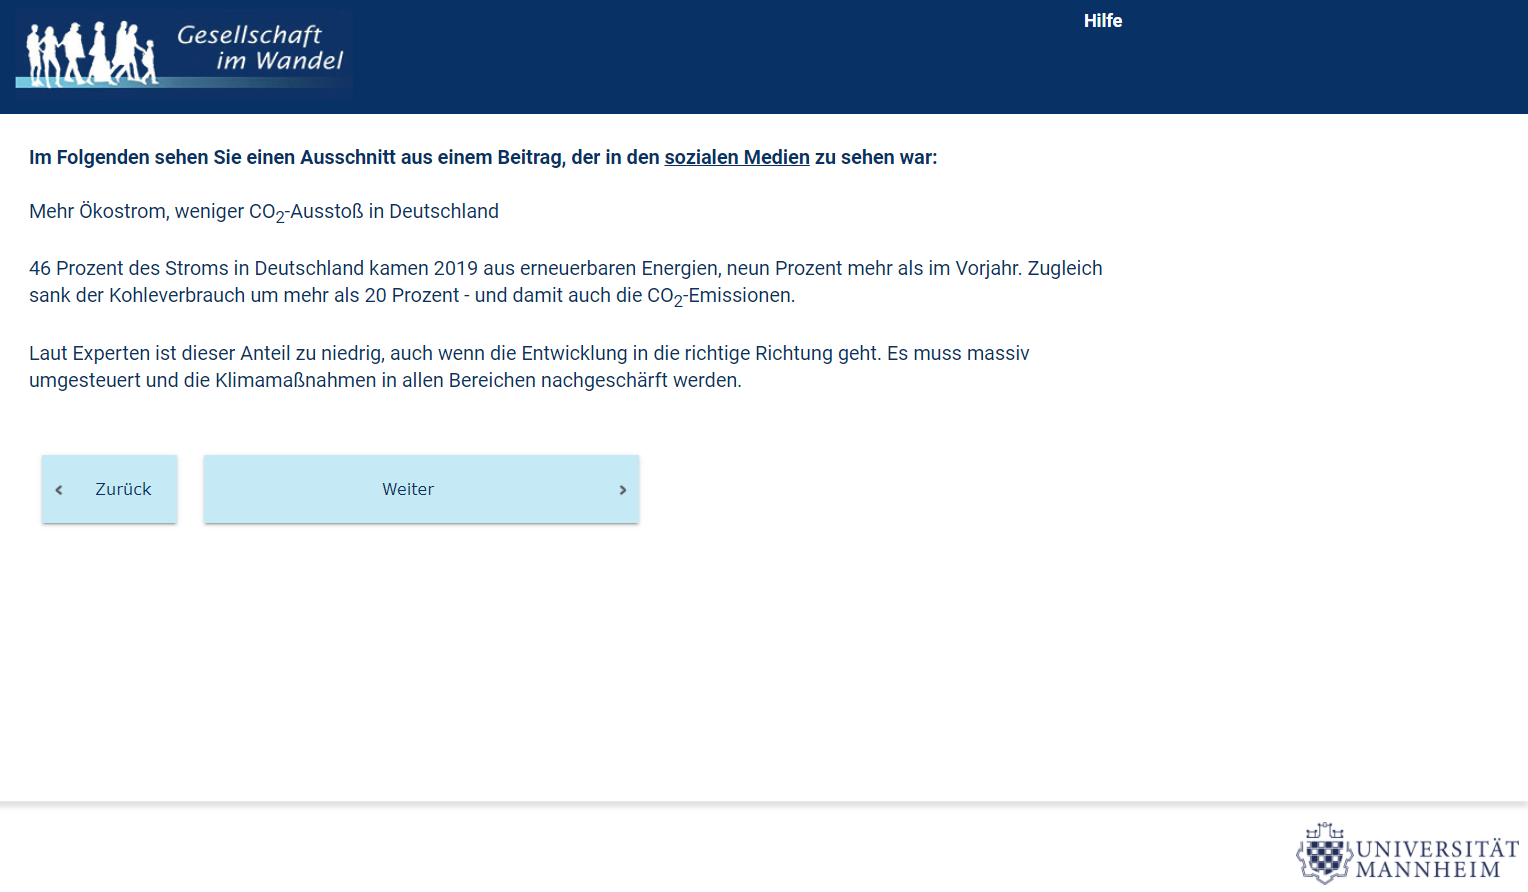 Gesellschaft
im Wandel
Hilfe
Im Folgenden sehen Sie einen Ausschnitt aus einem Beitrag, der in den sozialen Medien zu sehen war:
Mehr Ökostrom, weniger CO2-Ausstoß in Deutschland
46 Prozent des Stroms in Deutschland kamen 2019 aus erneuerbaren Energien, neun Prozent mehr als im Vorjahr. Zugleich
sank der Kohleverbrauch um mehr als 20 Prozent - und damit auch die CO2-Emissionen.
Laut Experten ist dieser Anteil zu niedrig, auch wenn die Entwicklung in die richtige Richtung geht. Es muss massiv
umgesteuert und die Klimamaßnahmen in allen Bereichen nachgeschärft werden.
Zurück
Weiter
UNIVERSITÄT
MANNHEIM